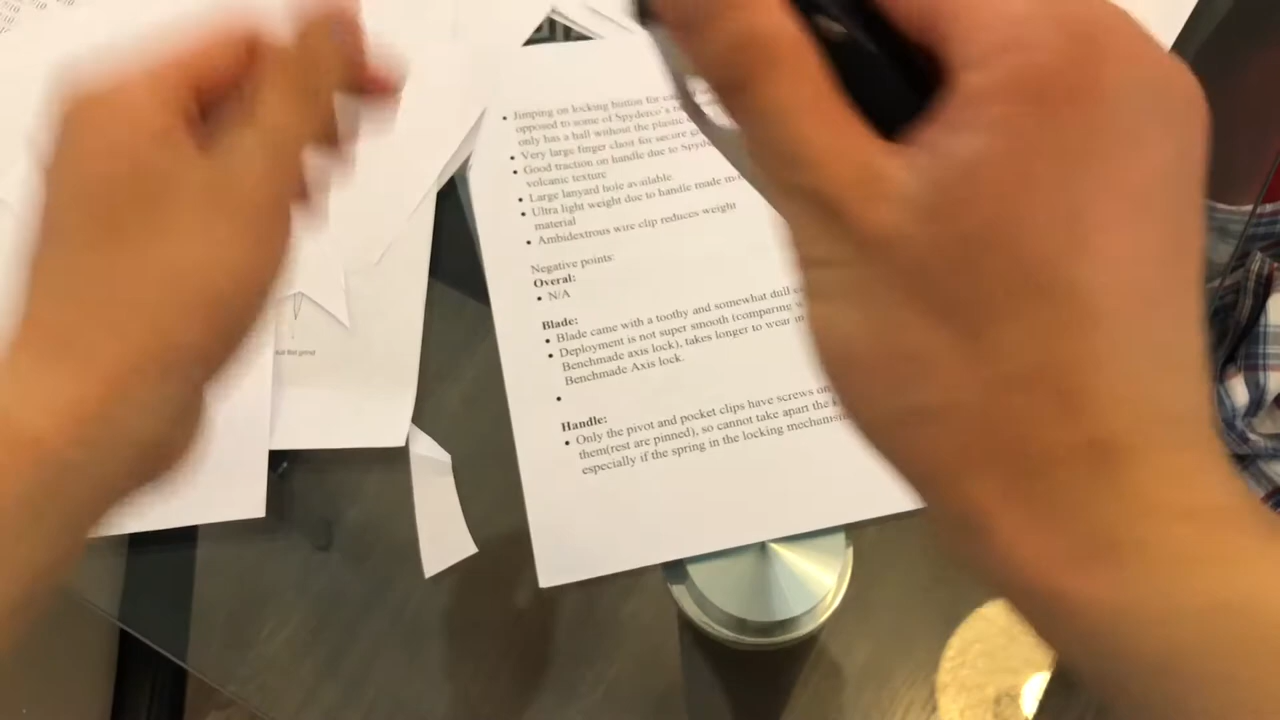 Jimping on locking button for
opposed to some of Spyderco's
only has a ball without the plastic
Very large finger choil for secure
Good traction on handle due to
volcanic texture
Large lanyard hole available.
Ultra light weight due to handle made
material
Ambidextrous wire clip reduces weight
Negative points:
Overal:
N/A
Blade:
Blade came with a toothy and somewhat dull
Deployment is not super smooth (comparing
Benchmade axis lock), takes longer to wear in
Benchmade Axis lock.
Handle:
Only the pivot and pocket clips have screws on
them(rest are pinned), so cannot take apart the
especially if the spring in the locking mechanism
flat grind